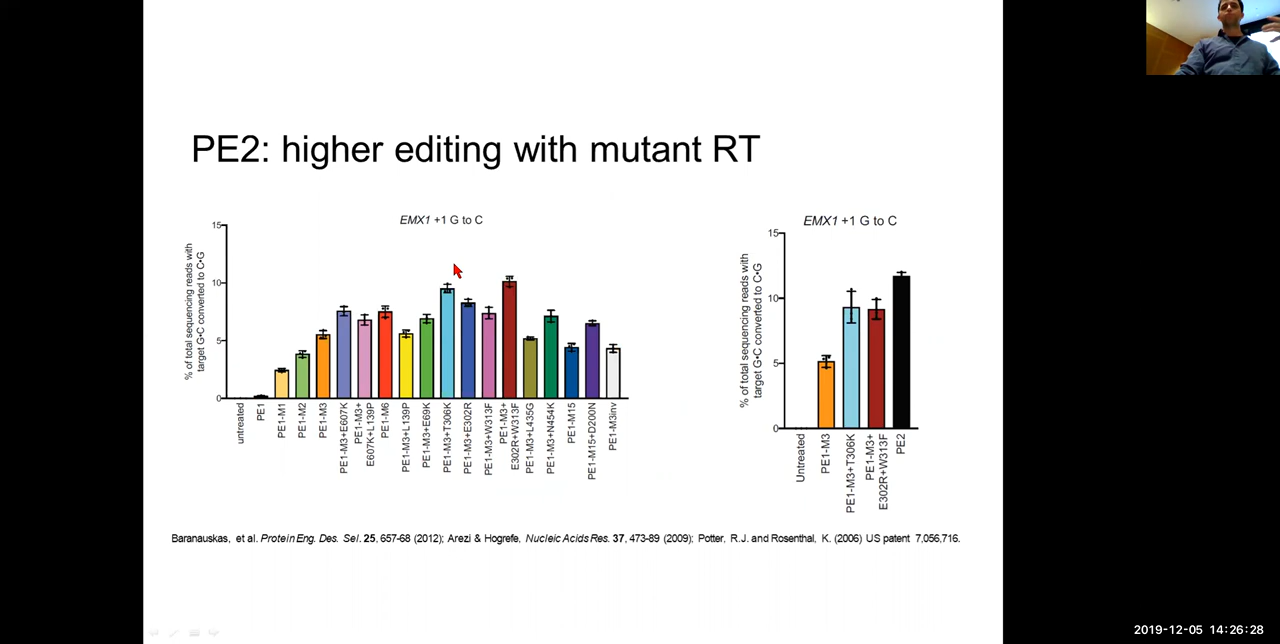 PE2: higher editing with mutant RT
EMX1 +1 G to C
% of total sequencing reads with
target G•C converted to C•G
15
10
5
0
untreated
PE1
PE1-M1
PE1-M2
PE1-M3
PE1-M3+E607K
PE1-M3+
E607K+L139P
PE1-M6
PE1-M3+L139P
PE1-M3+E69K
PE1-M3+T306K
PE1-M3+E302R
PE1-M3+W313F
PE1-M3+
E302R+W313F
PE1-M3+L435G
PE1-M3+N454K
PE1-M15
PE1-M15+D200N
PE1-M3inv
EMX1 +1 G to C
% of total sequencing reads with
target G•C converted to C•G
15
10
5
0
Untreated
PE1-M3
PE1-M3+T306K
PE1-M3+
E302R+W313F
PE2
Baranauskas, et al. Protein Eng. Des. Sel. 25, 657-68 (2012); Arezi & Hogrefe, Nucleic Acids Res. 37, 473-89 (2009); Potter, R.J. and Rosenthal, K. (2006) US patent 7,056,716.
2019-12-05 14:26:28